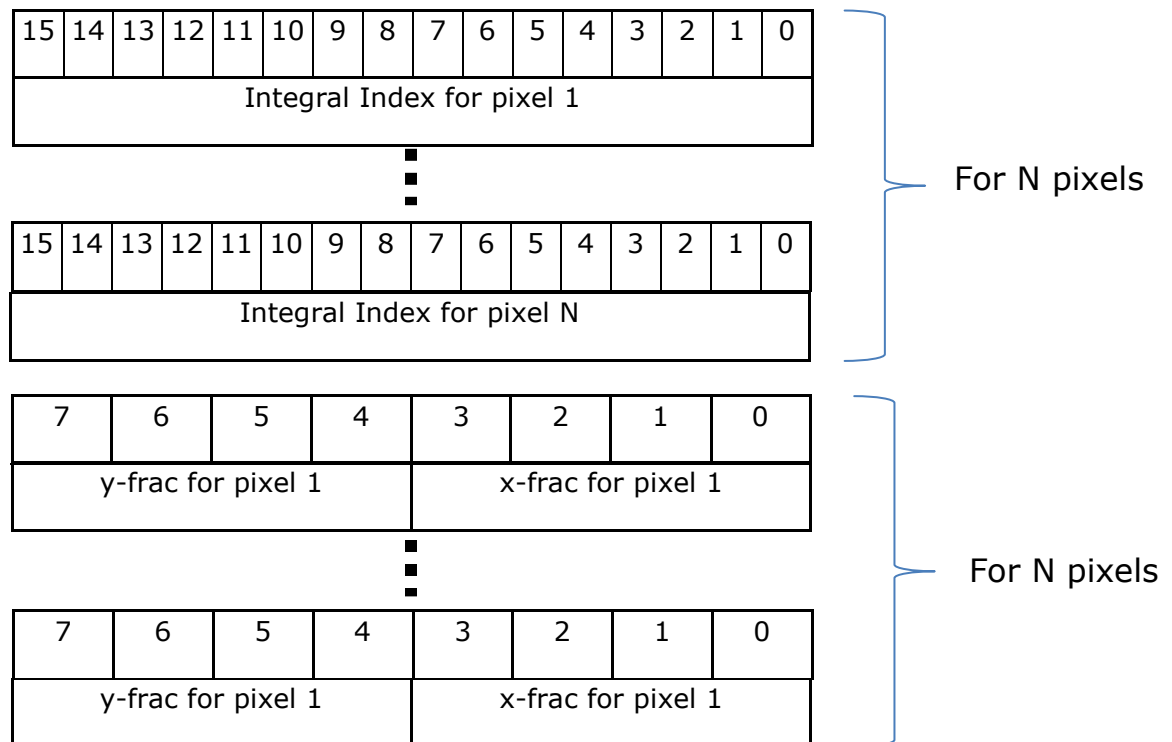 15 14 13 12 11 10 9 8 7 6 5 4 3 2 1 0
Integral Index for pixel 1
For N pixels
15 14 13 12 11 10 9 8 7 6 5 4 3 2 1 0
Integral Index for pixel N
7 6 5 4 3 2 1 0
y-frac for pixel 1 x-frac for pixel 1
For N pixels
7 6 5 4 3 2 1 0
y-frac for pixel 1 x-frac for pixel 1